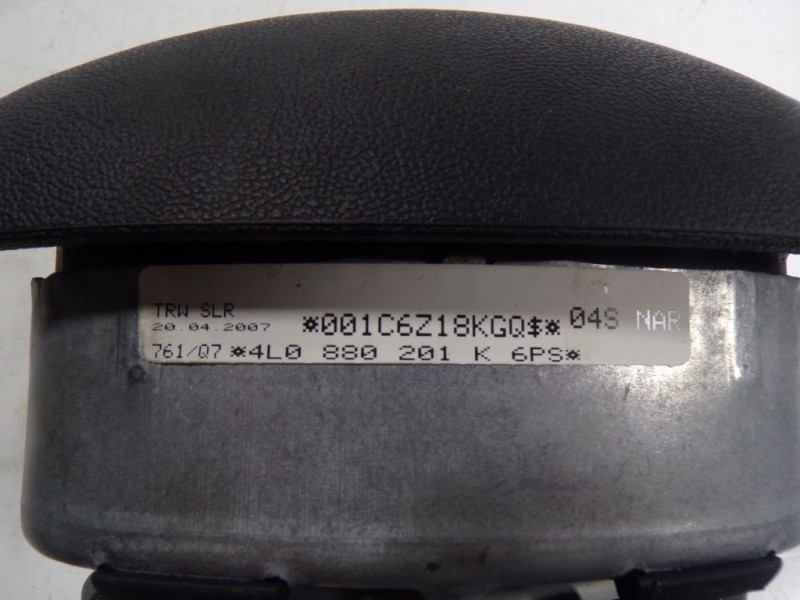 TRW SLR
20.04.2007 *001C6Z18KGQ$* 04S NAR
761/Q7 *4L0 880 201 K 6PS*